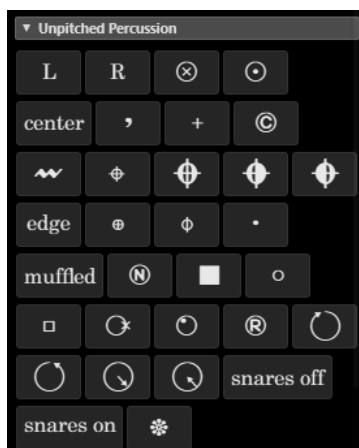 Unpitched Percussion
L R
center , + ©
edge
muffled Ⓝ
Ⓡ
snares off
snares on